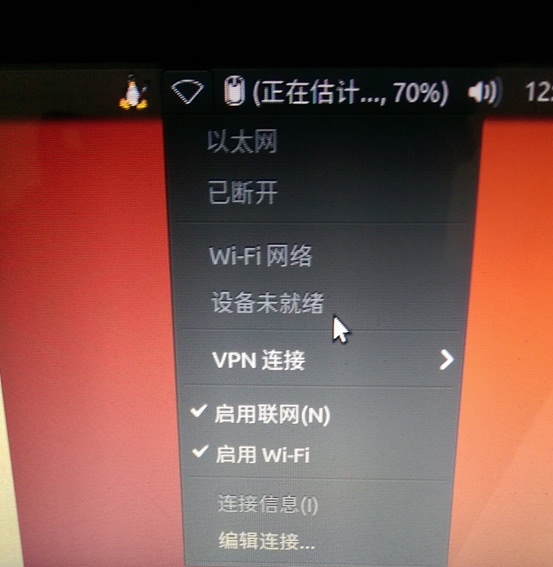 (正在估计..., 70%) 12:
以太网
已断开
Wi-Fi 网络
设备未就绪
VPN 连接
启用联网(N)
启用 Wi-Fi
连接信息(I)
编辑连接...